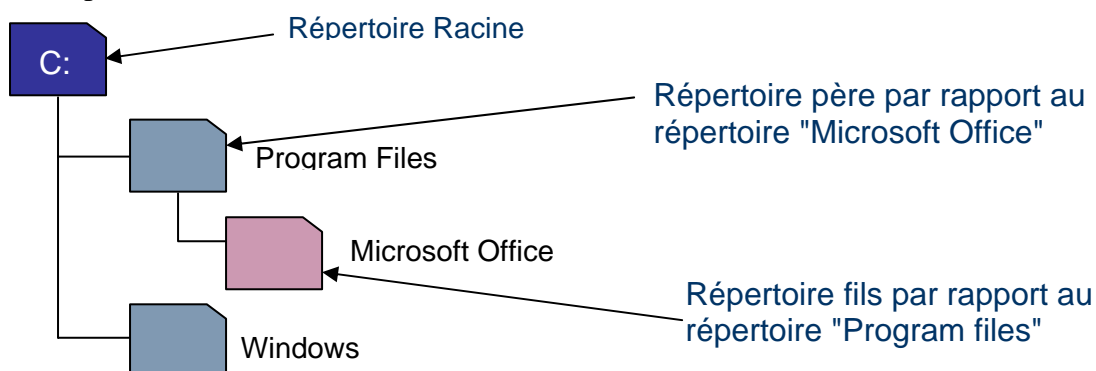 Répertoire Racine
C:
Répertoire père par rapport au
répertoire "Microsoft Office"
Program Files
Microsoft Office
Répertoire fils par rapport au
répertoire "Program files"
Windows